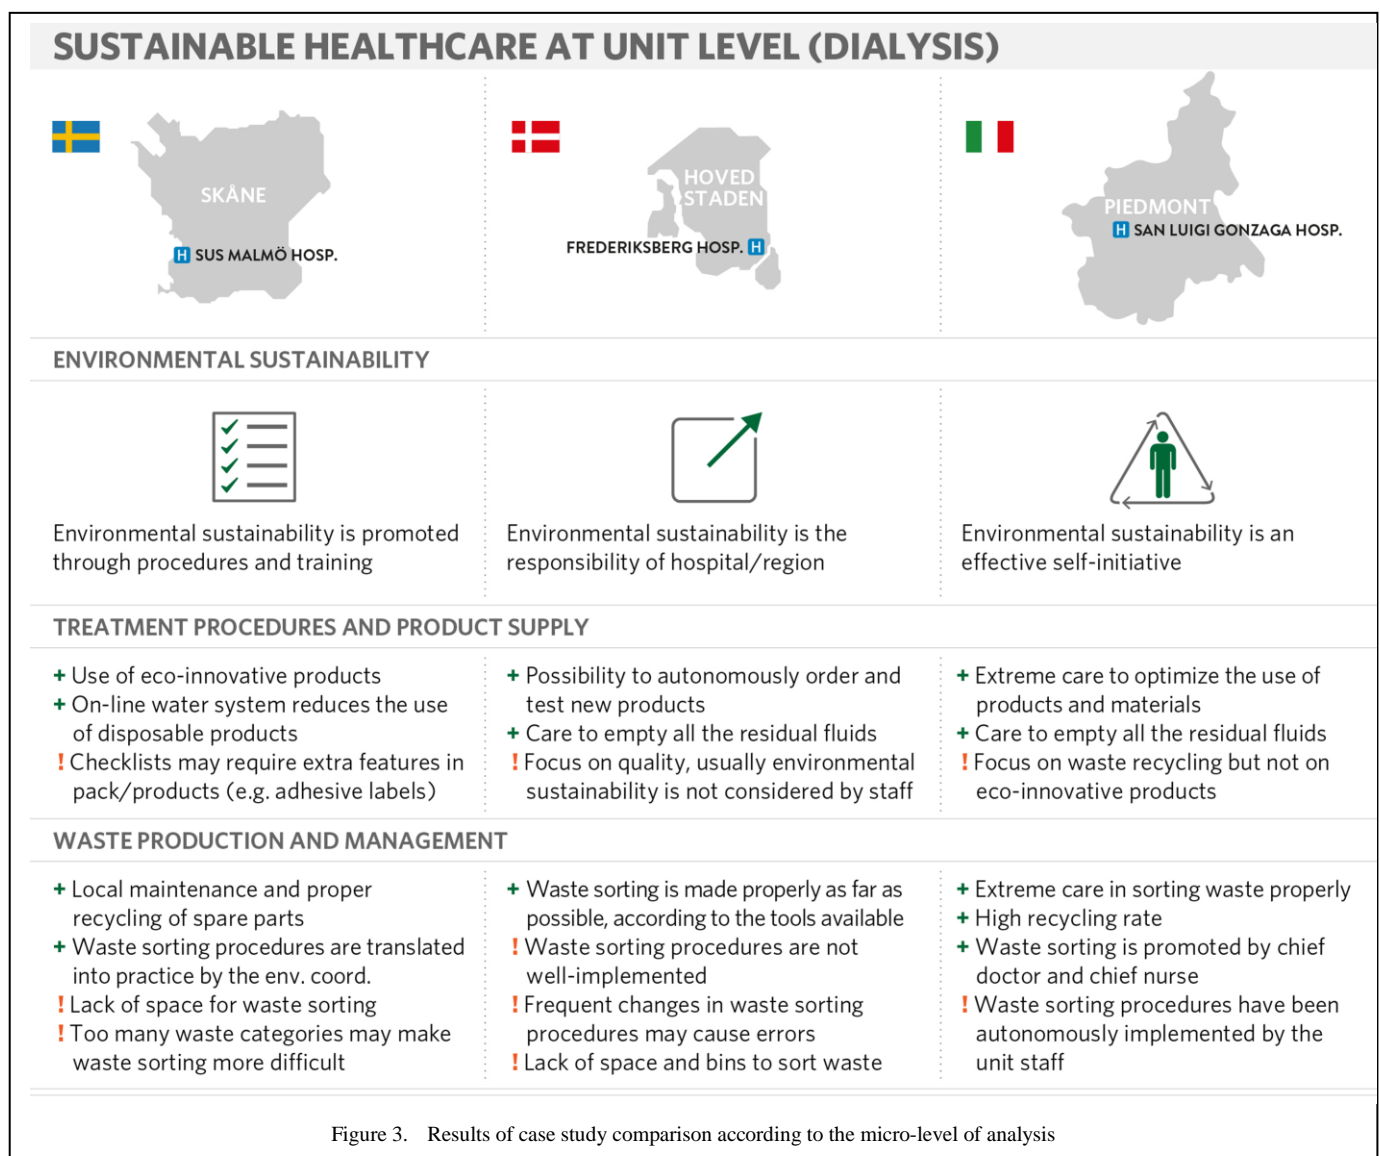 SUSTAINABLE HEALTHCARE AT UNIT LEVEL (DIALYSIS)
SKÅNE
H SUS MALMÖ HOSP.
HOVED
STADEN
FREDERIKSBERG HOSP. H
PIEDMONT
H SAN LUIGI GONZAGA HOSP.
ENVIRONMENTAL SUSTAINABILITY
Environmental sustainability is promoted
through procedures and training
Environmental sustainability is the
responsibility of hospital/region
Environmental sustainability is an
effective self-initiative
TREATMENT PROCEDURES AND PRODUCT SUPPLY
+ Use of eco-innovative products
+ On-line water system reduces the use
of disposable products
! Checklists may require extra features in
pack/products (e.g. adhesive labels)
+ Possibility to autonomously order and
test new products
+ Care to empty all the residual fluids
! Focus on quality, usually environmental
sustainability is not considered by staff
+ Extreme care to optimize the use of
products and materials
+ Care to empty all the residual fluids
! Focus on waste recycling but not on
eco-innovative products
WASTE PRODUCTION AND MANAGEMENT
+ Local maintenance and proper
recycling of spare parts
+ Waste sorting procedures are translated
into practice by the env. coord.
! Lack of space for waste sorting
! Too many waste categories may make
waste sorting more difficult
+ Waste sorting is made properly as far as
possible, according to the tools available
! Waste sorting procedures are not
well-implemented
! Frequent changes in waste sorting
procedures may cause errors
! Lack of space and bins to sort waste
+ Extreme care in sorting waste properly
+ High recycling rate
+ Waste sorting is promoted by chief
doctor and chief nurse
! Waste sorting procedures have been
autonomously implemented by the
unit staff
Figure 3. Results of case study comparison according to the micro-level of analysis